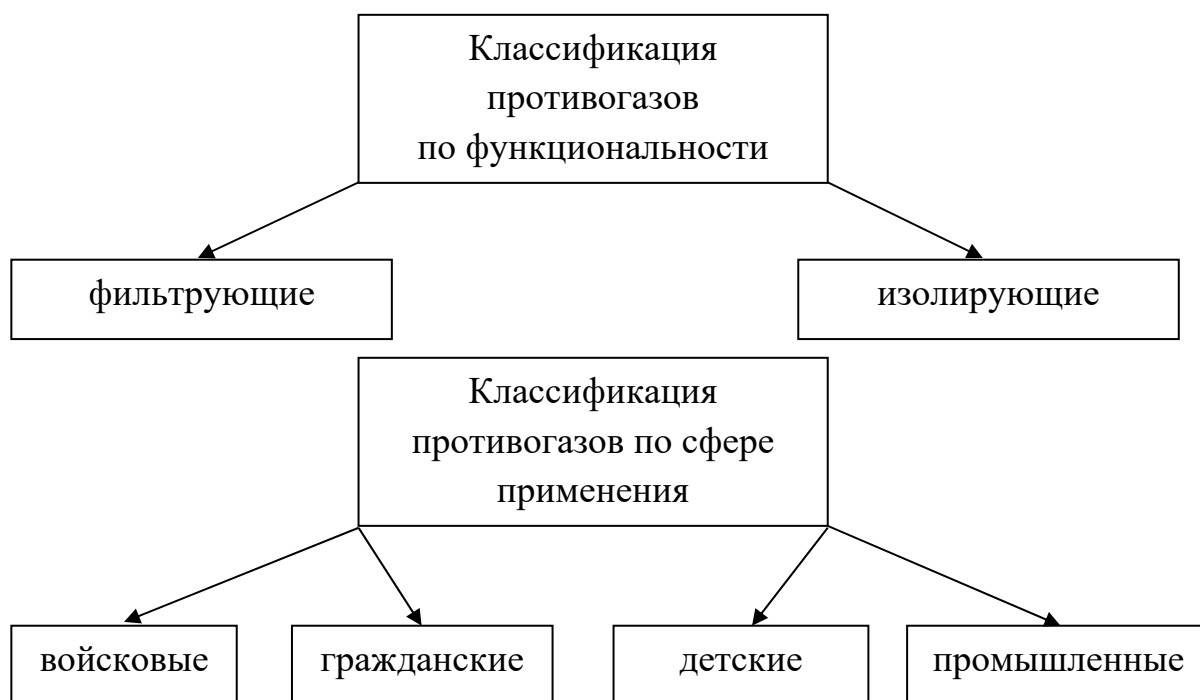 Классификация
противогазов
по функциональности
фильтрующие
изолирующие
Классификация
противогазов по сфере
применения
войсковые
гражданские
детские
промышленные